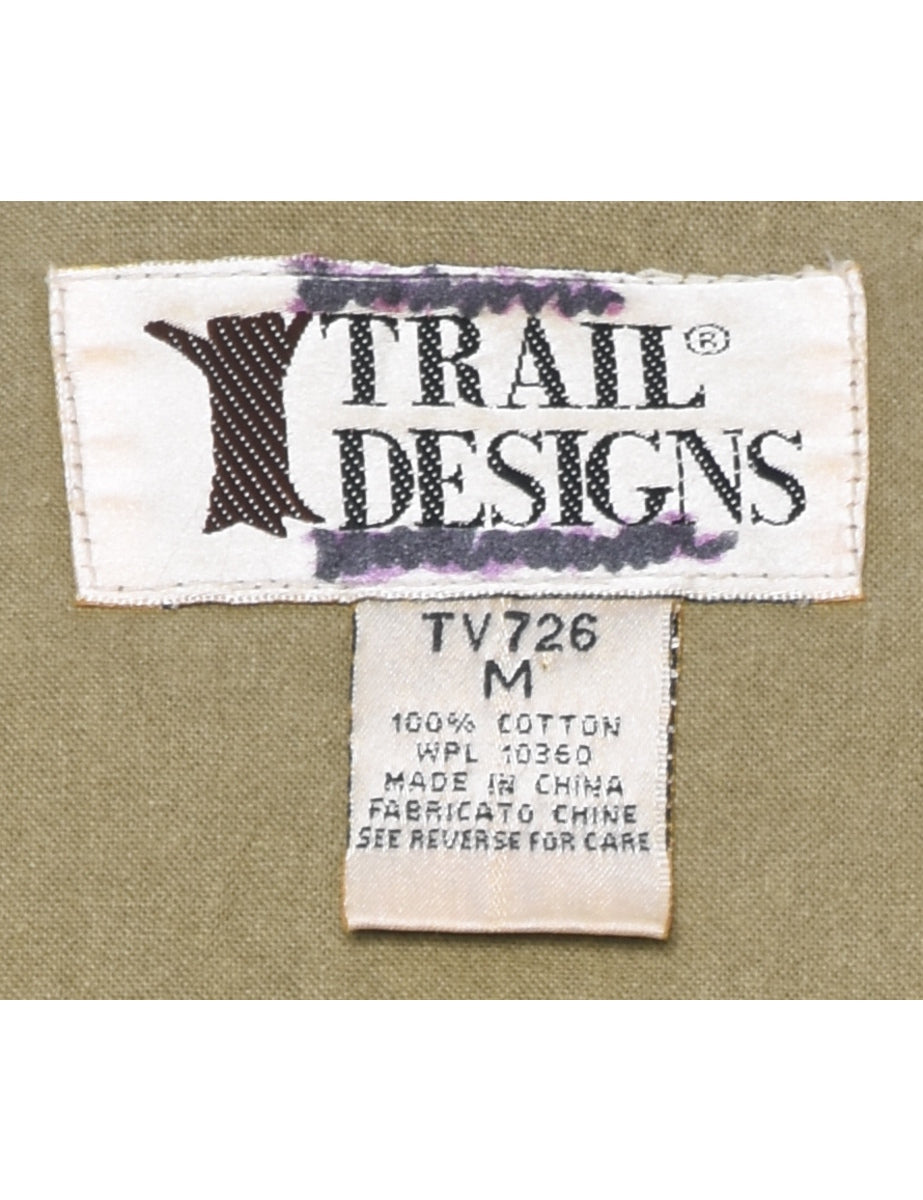 TRAIL®
DESIGNS
TV 726
M
100% COTTON
WPL 10360
MADE IN CHINA
FABRICATO CHINE
SEE REVERSE FOR CARE